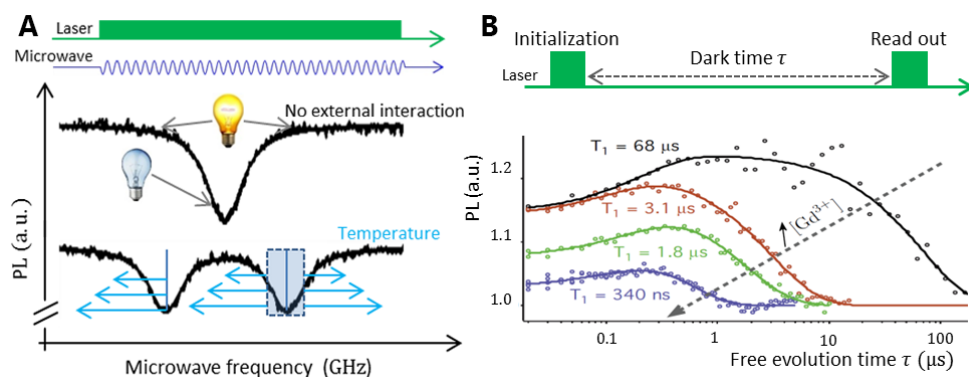 A
Laser
Microwave
No external interaction
Temperature
PL (a. u.)
Microwave frequency (GHz)
B
Initialization
Read out
Dark time τ
Laser
T₁ = 68 µs
T₁ = 3.1 µs
T₁ = 1.8 µs
T₁ = 340 ns
[Gd³⁺]
PL (a.u.)
1.2
1.1
1.0
0.1
1
10
100
Free evolution time τ (µs)